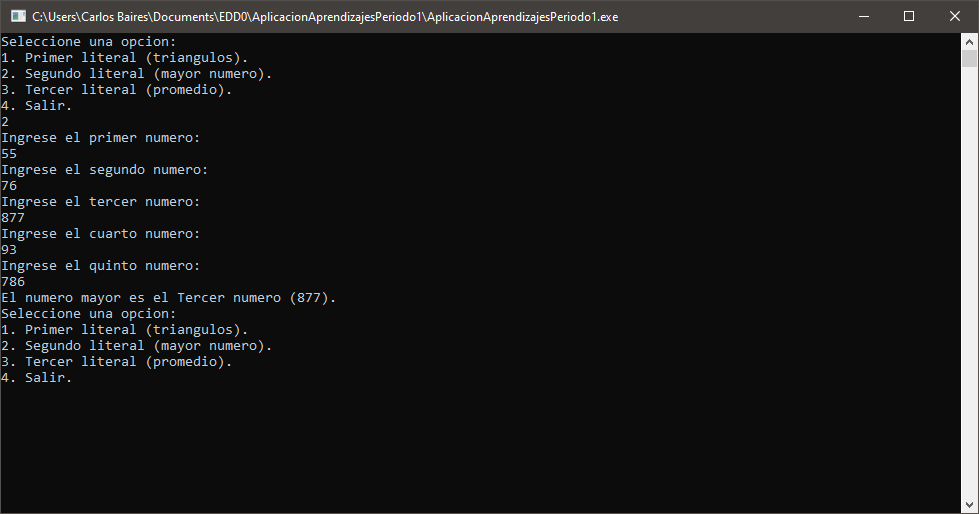 C:\Users\Carlos Baires\Documents\EDD0\AplicacionAprendizajesPeriodo1\AplicacionAprendizajesPeriodo1.exe
Seleccione una opcion:
1. Primer literal (triangulos).
2. Segundo literal (mayor numero).
3. Tercer literal (promedio).
4. Salir.
2
Ingrese el primer numero:
55
Ingrese el segundo numero:
76
Ingrese el tercer numero:
877
Ingrese el cuarto numero:
93
Ingrese el quinto numero:
786
El numero mayor es el Tercer numero (877).
Seleccione una opcion:
1. Primer literal (triangulos).
2. Segundo literal (mayor numero).
3. Tercer literal (promedio).
4. Salir.